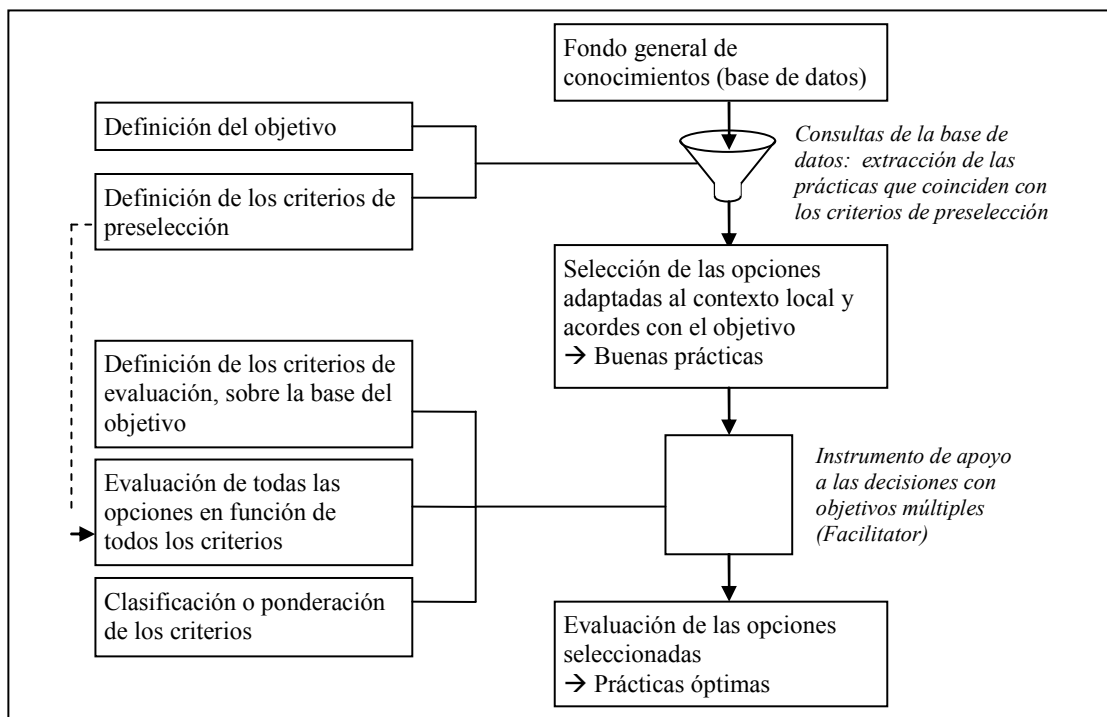 Fondo general de
conocimientos (base de datos)
Definición del objetivo
Definición de los criterios de
preselección
Consultas de la base de
datos:  extracción de las
prácticas que coinciden con
los criterios de preselección
Selección de las opciones
adaptadas al contexto local y
acordes con el objetivo
→ Buenas prácticas
Definición de los criterios de
evaluación, sobre la base del
objetivo
Evaluación de todas las
opciones en función de
todos los criterios
Clasificación o ponderación
de los criterios
Instrumento de apoyo
a las decisiones con
objetivos múltiples
(Facilitator)
Evaluación de las opciones
seleccionadas
→ Prácticas óptimas